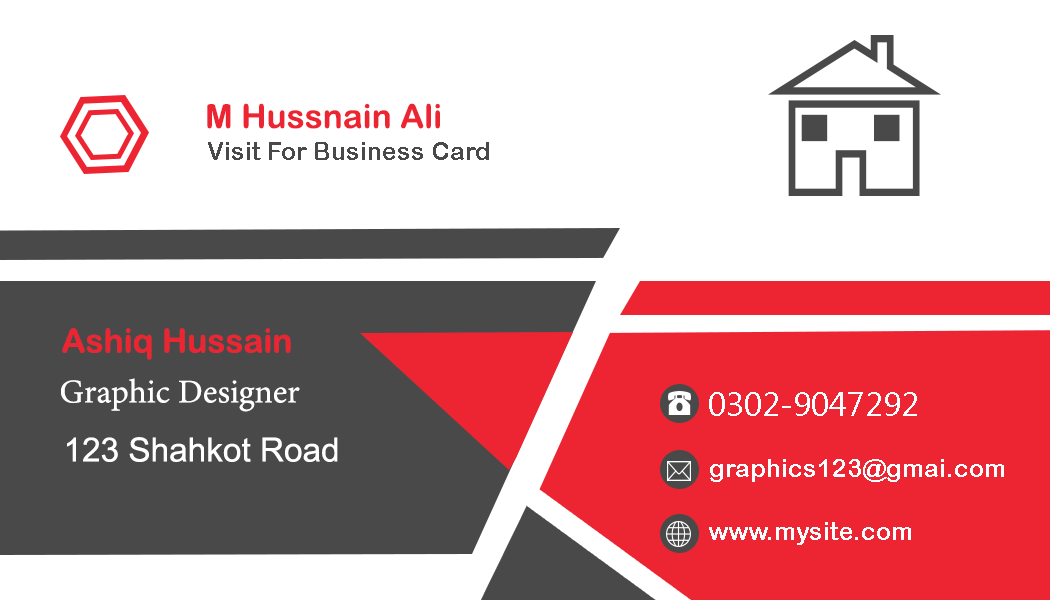 M Hussnain Ali
Visit For Business Card
Ashiq Hussain
Graphic Designer
123 Shahkot Road
0302-9047292
graphics123@gmai.com
www.mysite.com